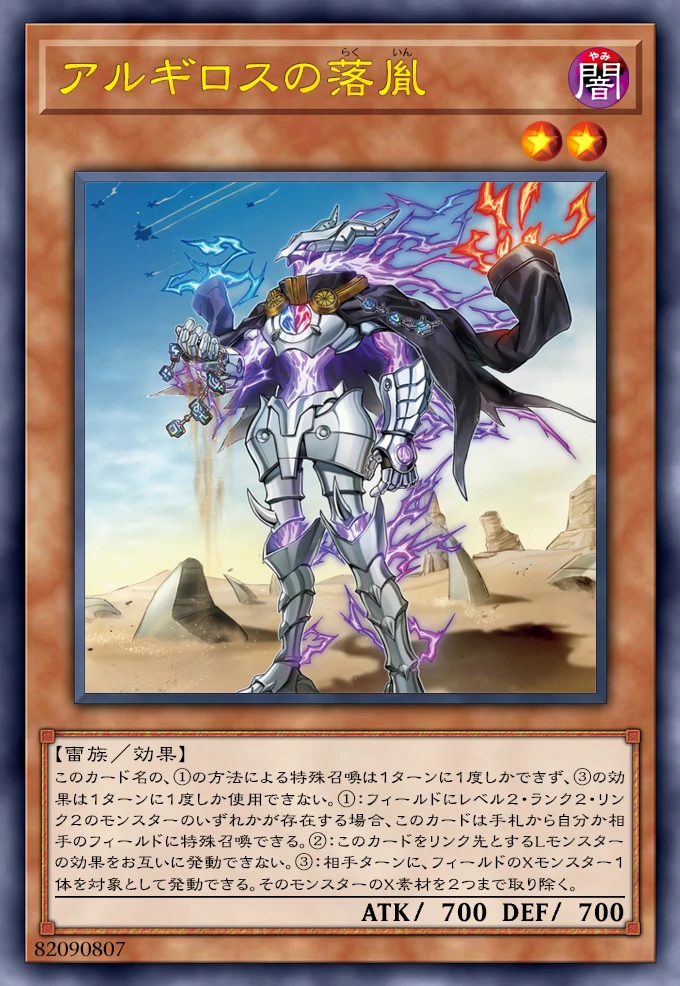 らく いん
アルギロスの落胤
やみ
闇
【雷族／効果】
このカード名の、①の方法による特殊召喚は1ターンに1度しかできず、③の効
果は1ターンに1度しか使用できない。①：フィールドにレベル2・ランク2・リン
ク2のモンスターのいずれかが存在する場合、このカードは手札から自分か相
手のフィールドに特殊召喚できる。②：このカードをリンク先とするLモンスター
の効果をお互いに発動できない。③：相手ターンに、フィールドのXモンスター1
体を対象として発動できる。そのモンスターのX素材を2つまで取り除く。
ATK/ 700 DEF/ 700
82090807